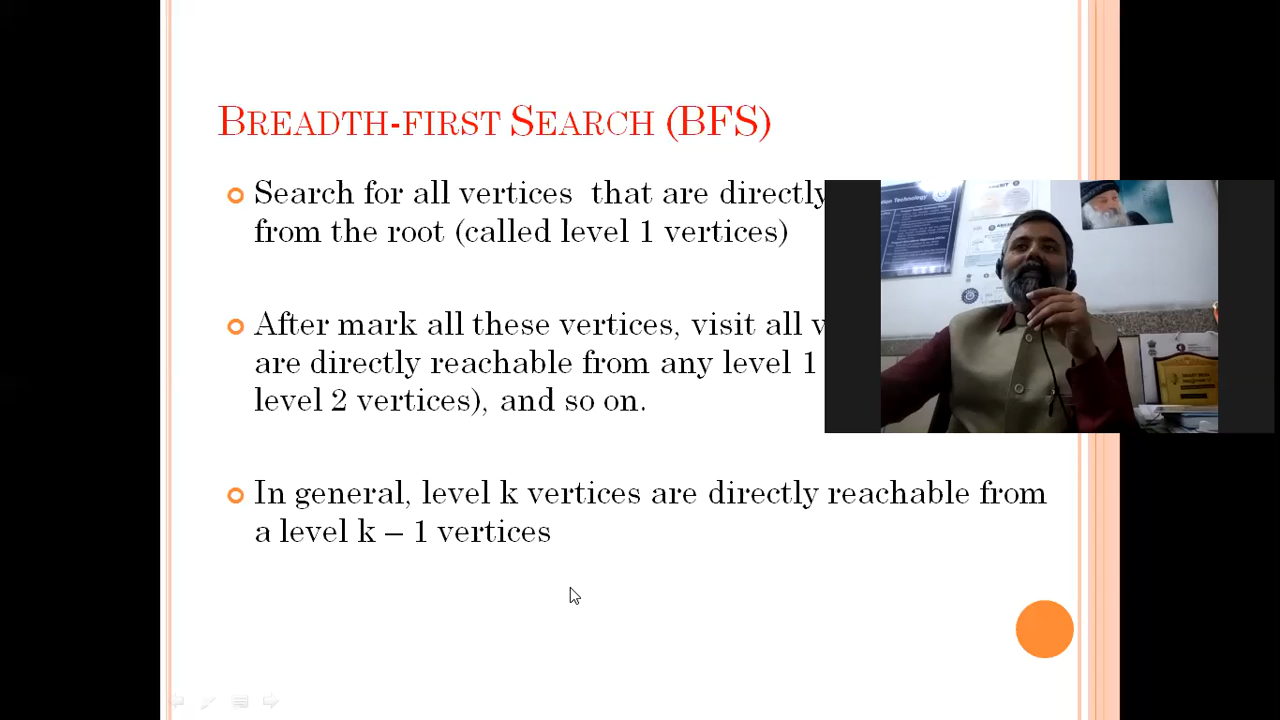 BREADTH-FIRST SEARCH (BFS)
Search for all vertices that are directly
from the root (called level 1 vertices)
After mark all these vertices, visit all v
are directly reachable from any level 1
level 2 vertices), and so on.
In general, level k vertices are directly reachable from
a level k – 1 vertices
Technology